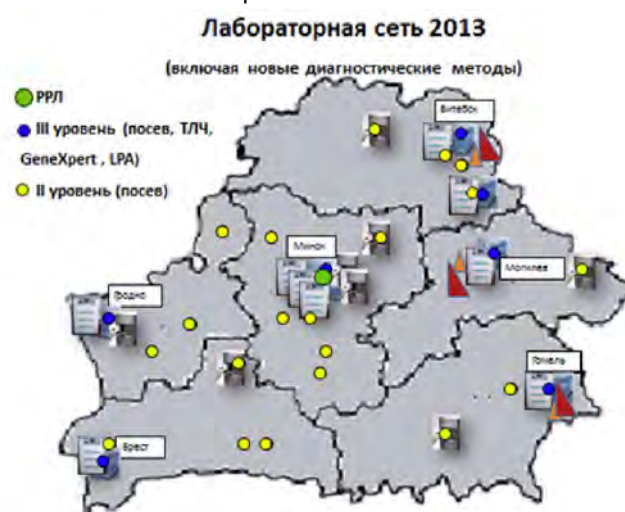 Лабораторная сеть 2013
(включая новые диагностические методы)
РРЛ
III уровень (посев, ТЛЧ,
GeneXpert , LPA)
II уровень (посев)
Витебск
Минск
Могилев
Гродно
Гомель
Брест